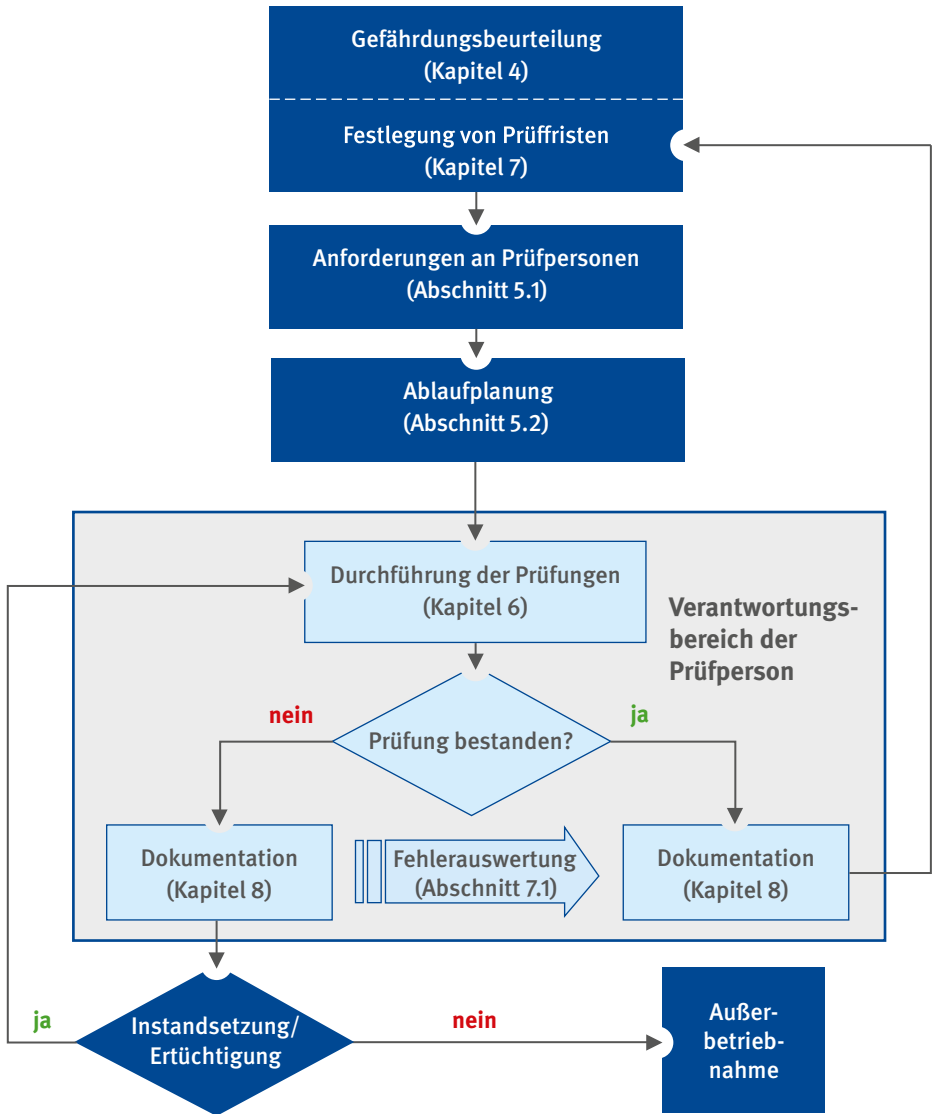 Gefährdungsbeurteilung
(Kapitel 4)
Festlegung von Prüffristen
(Kapitel 7)
Anforderungen an Prüfpersonen
(Abschnitt 5.1)
Ablaufplanung
(Abschnitt 5.2)
Durchführung der Prüfungen
(Kapitel 6)
Verantwortungs-
bereich der
Prüfperson
nein
ja
Prüfung bestanden?
Dokumentation
(Kapitel 8)
Fehlerauswertung
(Abschnitt 7.1)
Dokumentation
(Kapitel 8)
ja
Instandsetzung/
Ertüchtigung
nein
Außer-
betrieb-
nahme